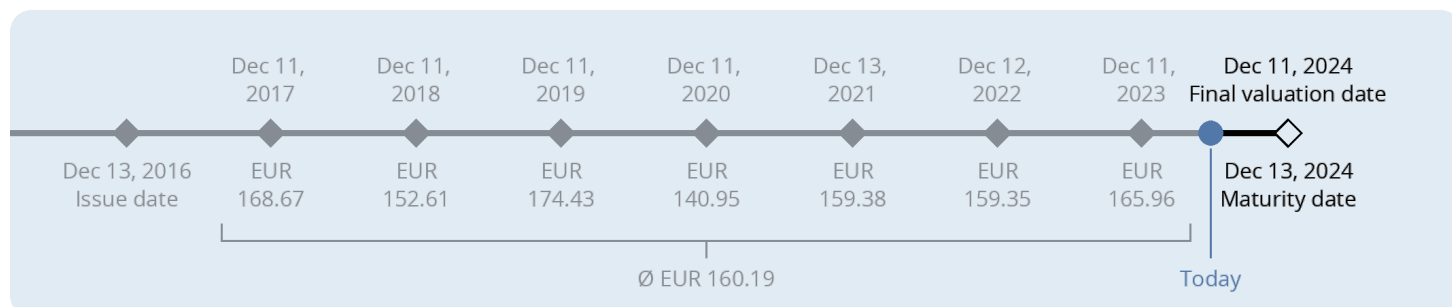 Dec 11,
2017
Dec 11,
2018
Dec 11,
2019
Dec 11,
2020
Dec 13,
2021
Dec 12,
2022
Dec 11,
2023
Dec 11, 2024
Final valuation date
Dec 13, 2016
Issue date
EUR
168.67
EUR
152.61
EUR
174.43
EUR
140.95
EUR
159.38
EUR
159.35
EUR
165.96
Dec 13, 2024
Maturity date
Ø EUR 160.19
Today